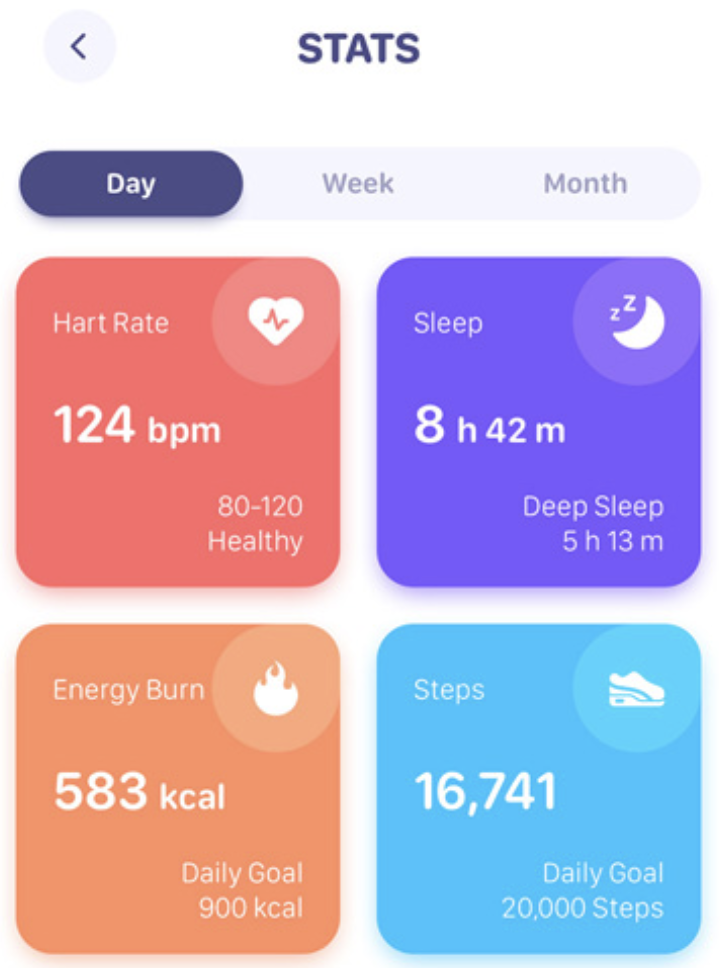 STATS
Day Week Month
Hart Rate
124 bpm
80-120
Healthy
Sleep
zZ
8 h 42 m
Deep Sleep
5 h 13 m
Energy Burn
583 kcal
Daily Goal
900 kcal
Steps
16,741
Daily Goal
20,000 Steps